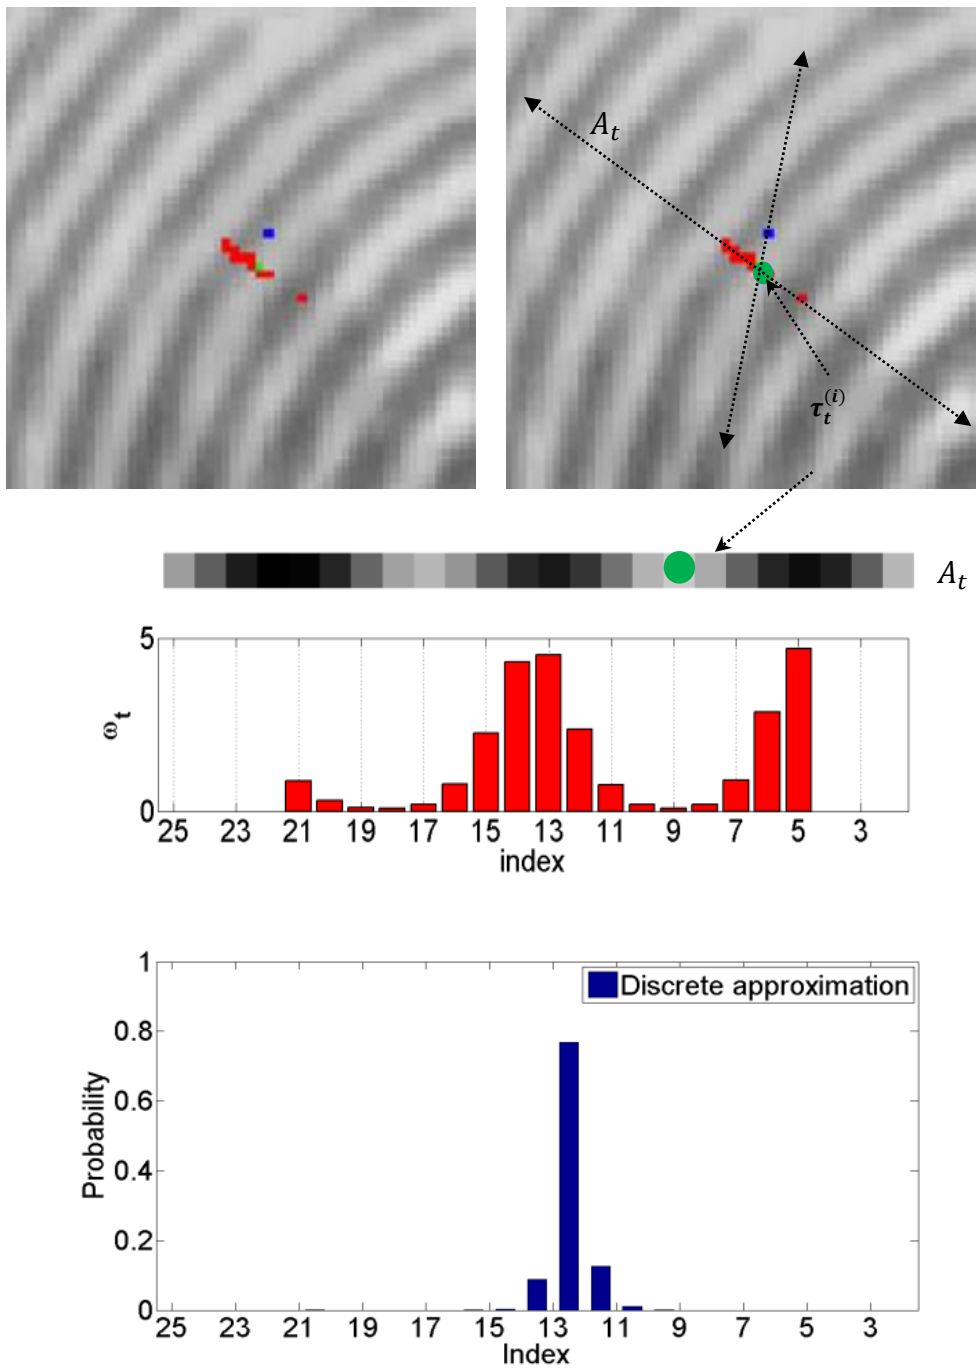 A_t
τ_t^(i)
A_t
5
0
ω_t
25 23 21 19 17 15 13 11 9 7 5 3
index
1
0.8
0.6
0.4
0.2
0
Probability
Discrete approximation
25 23 21 19 17 15 13 11 9 7 5 3
Index